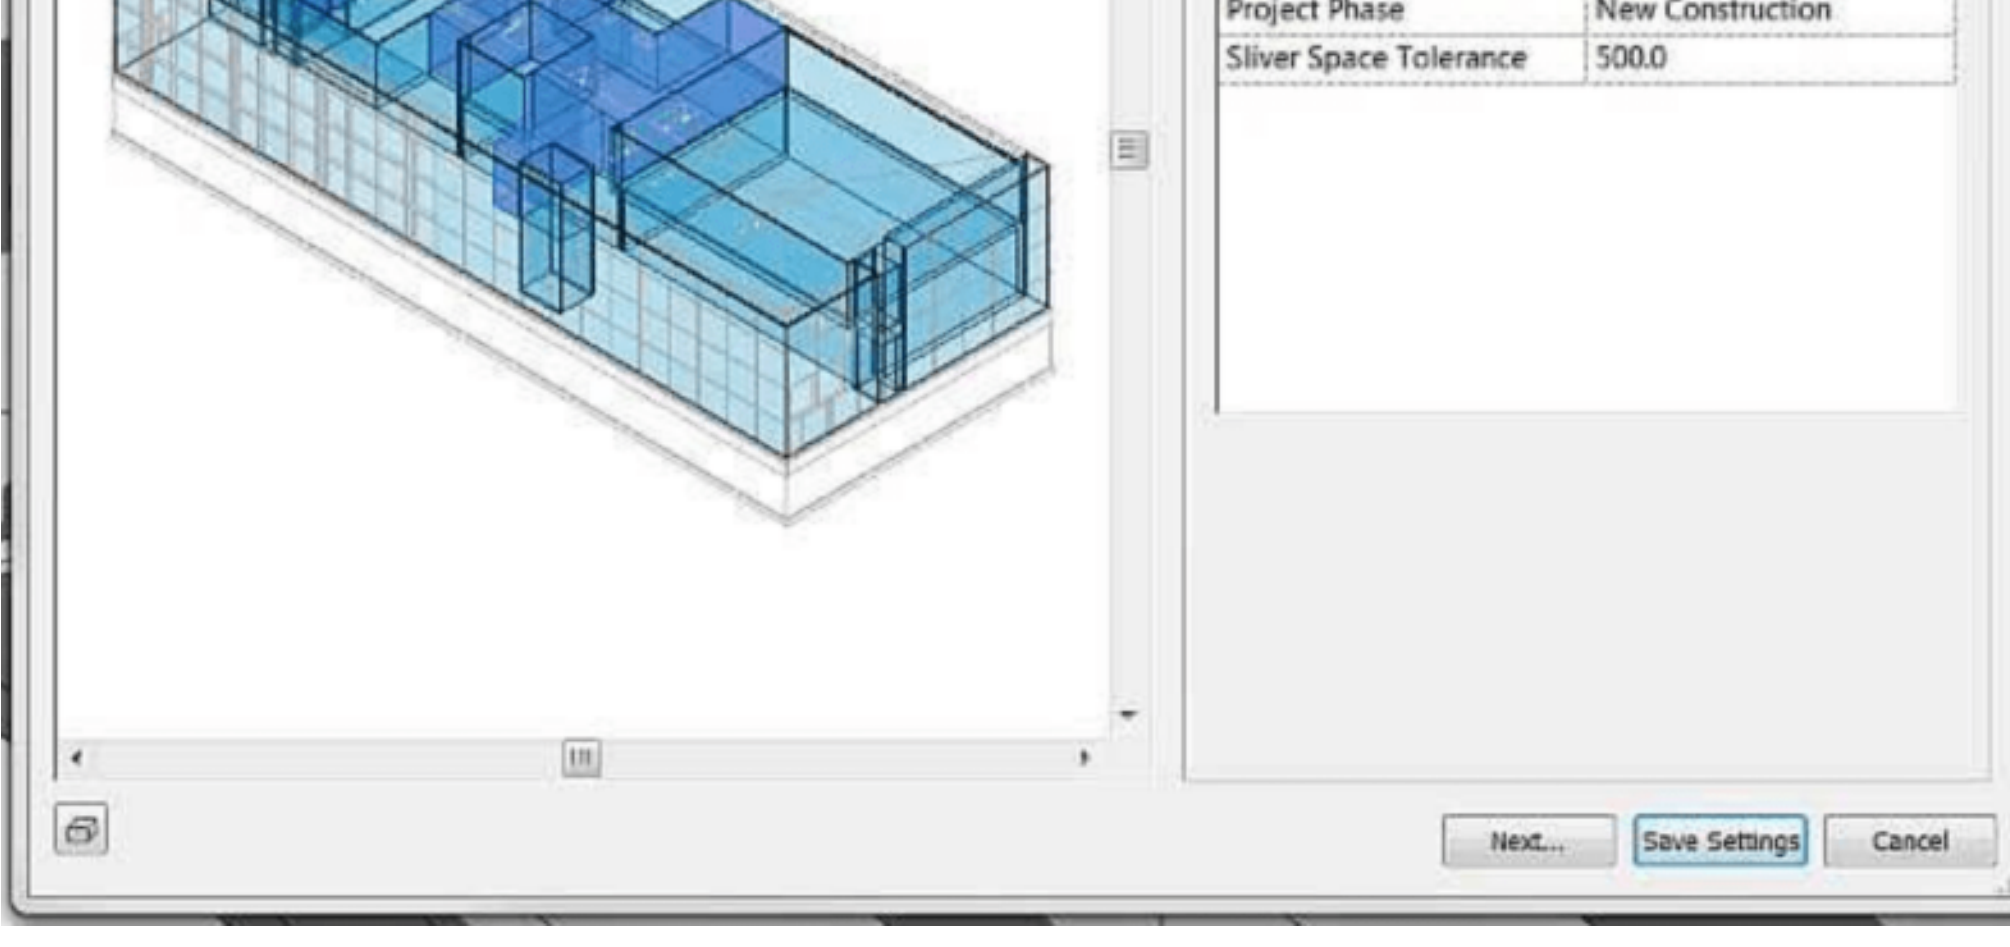 Project Phase New Construction
Sliver Space Tolerance 500.0
Next... Save Settings Cancel